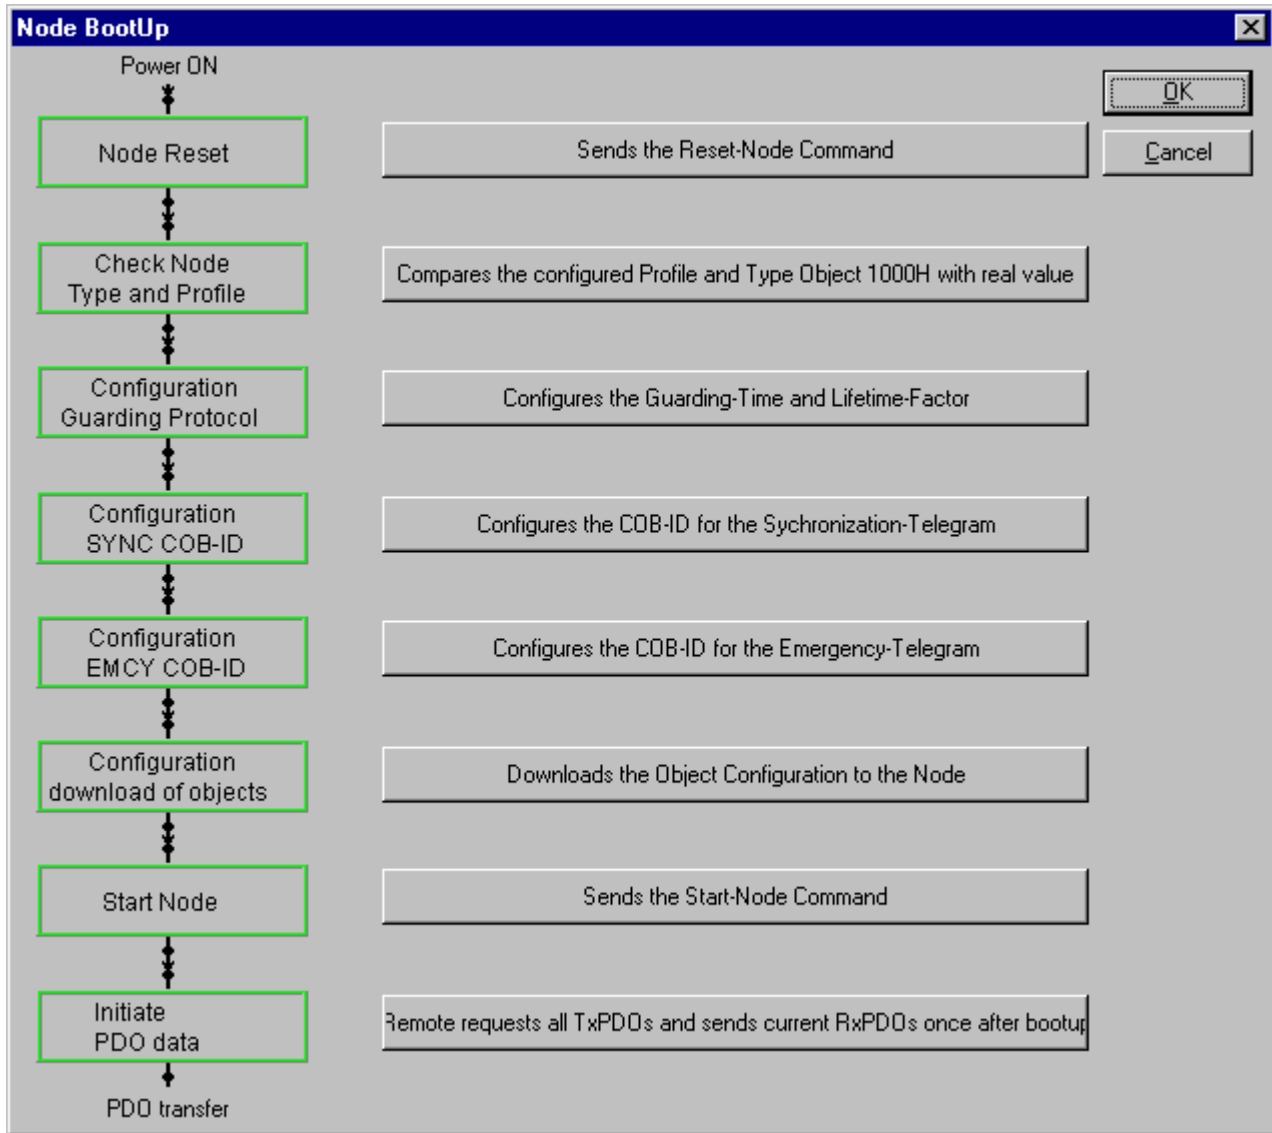 Node BootUp
Power ON
OK
Node Reset
Sends the Reset-Node Command
Cancel
Check Node
Type and Profile
Compares the configured Profile and Type Object 1000H with real value
Configuration
Guarding Protocol
Configures the Guarding-Time and Lifetime-Factor
Configuration
SYNC COB-ID
Configures the COB-ID for the Sychronization-Telegram
Configuration
EMCY COB-ID
Configures the COB-ID for the Emergency-Telegram
Configuration
download of objects
Downloads the Object Configuration to the Node
Start Node
Sends the Start-Node Command
Initiate
PDO data
Remote requests all TxPDOs and sends current RxPDOs once after bootup
PDO transfer